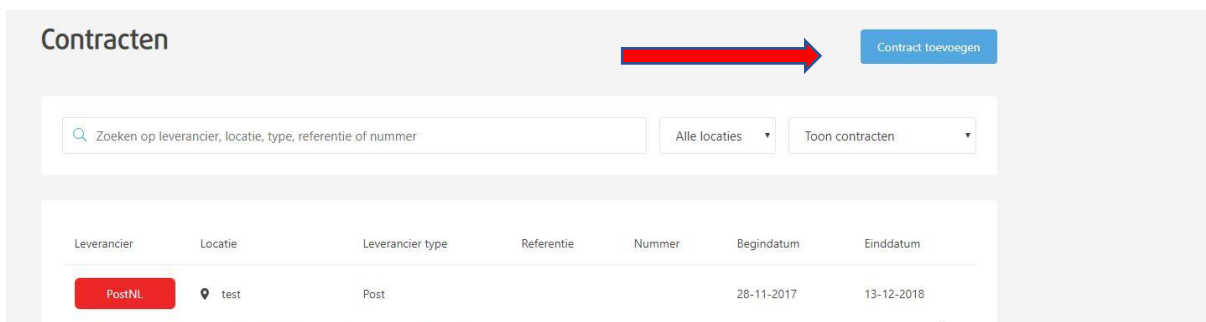 Contracten
Contract toevoegen
Zoeken op leverancier, locatie, type, referentie of nummer
Alle locaties
Toon contracten
Leverancier Locatie Leverancier type Referentie Nummer Begindatum Einddatum
PostNL test Post 28-11-2017 13-12-2018